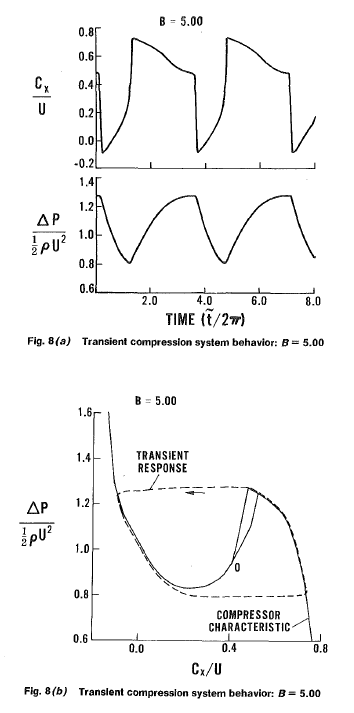 B = 5.00
0.8
0.6
C_x/U
0.4
0.2
0.0
-0.2
1.4
1.2
ΔP / ½ρU²
1.0
0.8
0.6
2.0 4.0 6.0 8.0
TIME (t̃/2π)
Fig. 8(a) Transient compression system behavior: B = 5.00
B = 5.00
1.6
1.4
TRANSIENT
RESPONSE
1.2
ΔP / ½ρU²
1.0
O
0.8
COMPRESSOR
CHARACTERISTIC
0.6
0.0 0.4 0.8
C_x/U
Fig. 8(b) Transient compression system behavior: B = 5.00